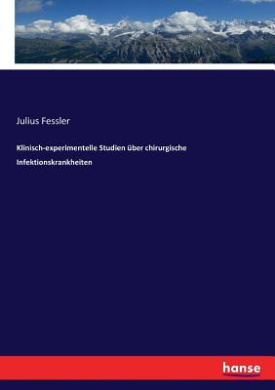 Julius Fessler
Klinisch-experimentelle Studien über chirurgische
Infektionskrankheiten
hanse